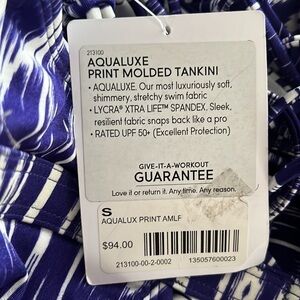 213100
AQUALUXE
PRINT MOLDED TANKINI
• AQUALUXE. Our most luxuriously soft,
shimmery, stretchy swim fabric
• LYCRA® XTRA LIFE™ SPANDEX. Sleek,
resilient fabric snaps back like a pro
• RATED UPF 50+ (Excellent Protection)
GIVE-IT-A-WORKOUT
GUARANTEE
Love it or return it. Any time. Any reason.
S
AQUALUX PRINT AMLF
$94.00
213100-00-2-0002
135057600023